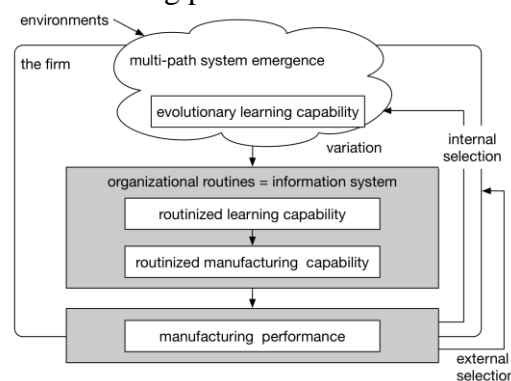 environments
the firm
multi-path system emergence
evolutionary learning capability
variation
internal
selection
organizational routines = information system
routinized learning capability
routinized manufacturing capability
manufacturing performance
external
selection